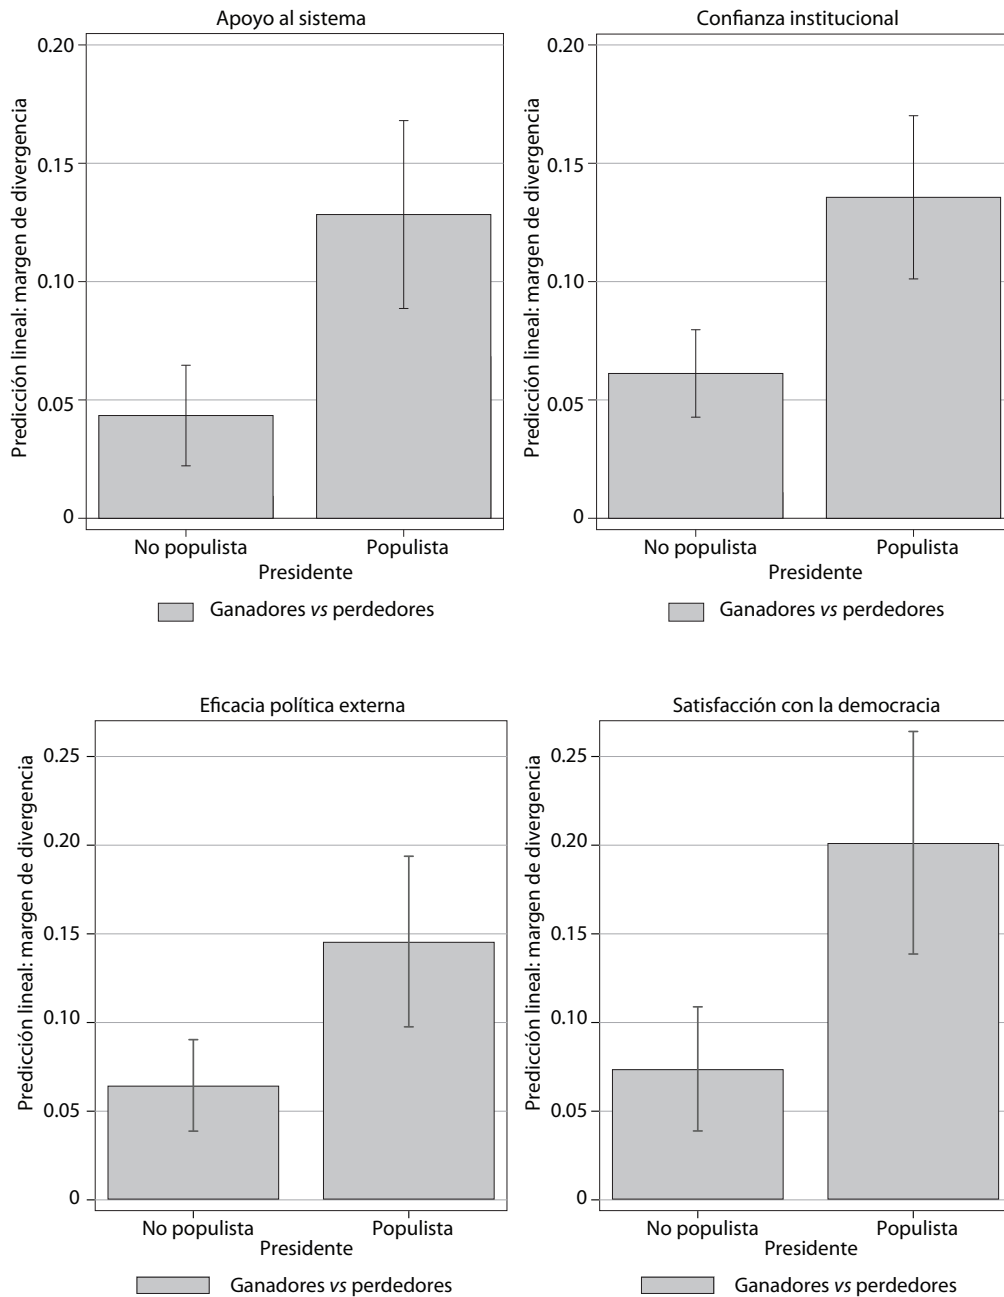 Apoyo al sistema
Predicción lineal: margen de divergencia
0.20
0.15
0.10
0.05
0
No populista Populista
Presidente
Ganadores vs perdedores
Confianza institucional
Predicción lineal: margen de divergencia
0.20
0.15
0.10
0.05
0
No populista Populista
Presidente
Ganadores vs perdedores
Eficacia política externa
Predicción lineal: margen de divergencia
0.25
0.20
0.15
0.10
0.05
0
No populista Populista
Presidente
Ganadores vs perdedores
Satisfacción con la democracia
Predicción lineal: margen de divergencia
0.25
0.20
0.15
0.10
0.05
0
No populista Populista
Presidente
Ganadores vs perdedores